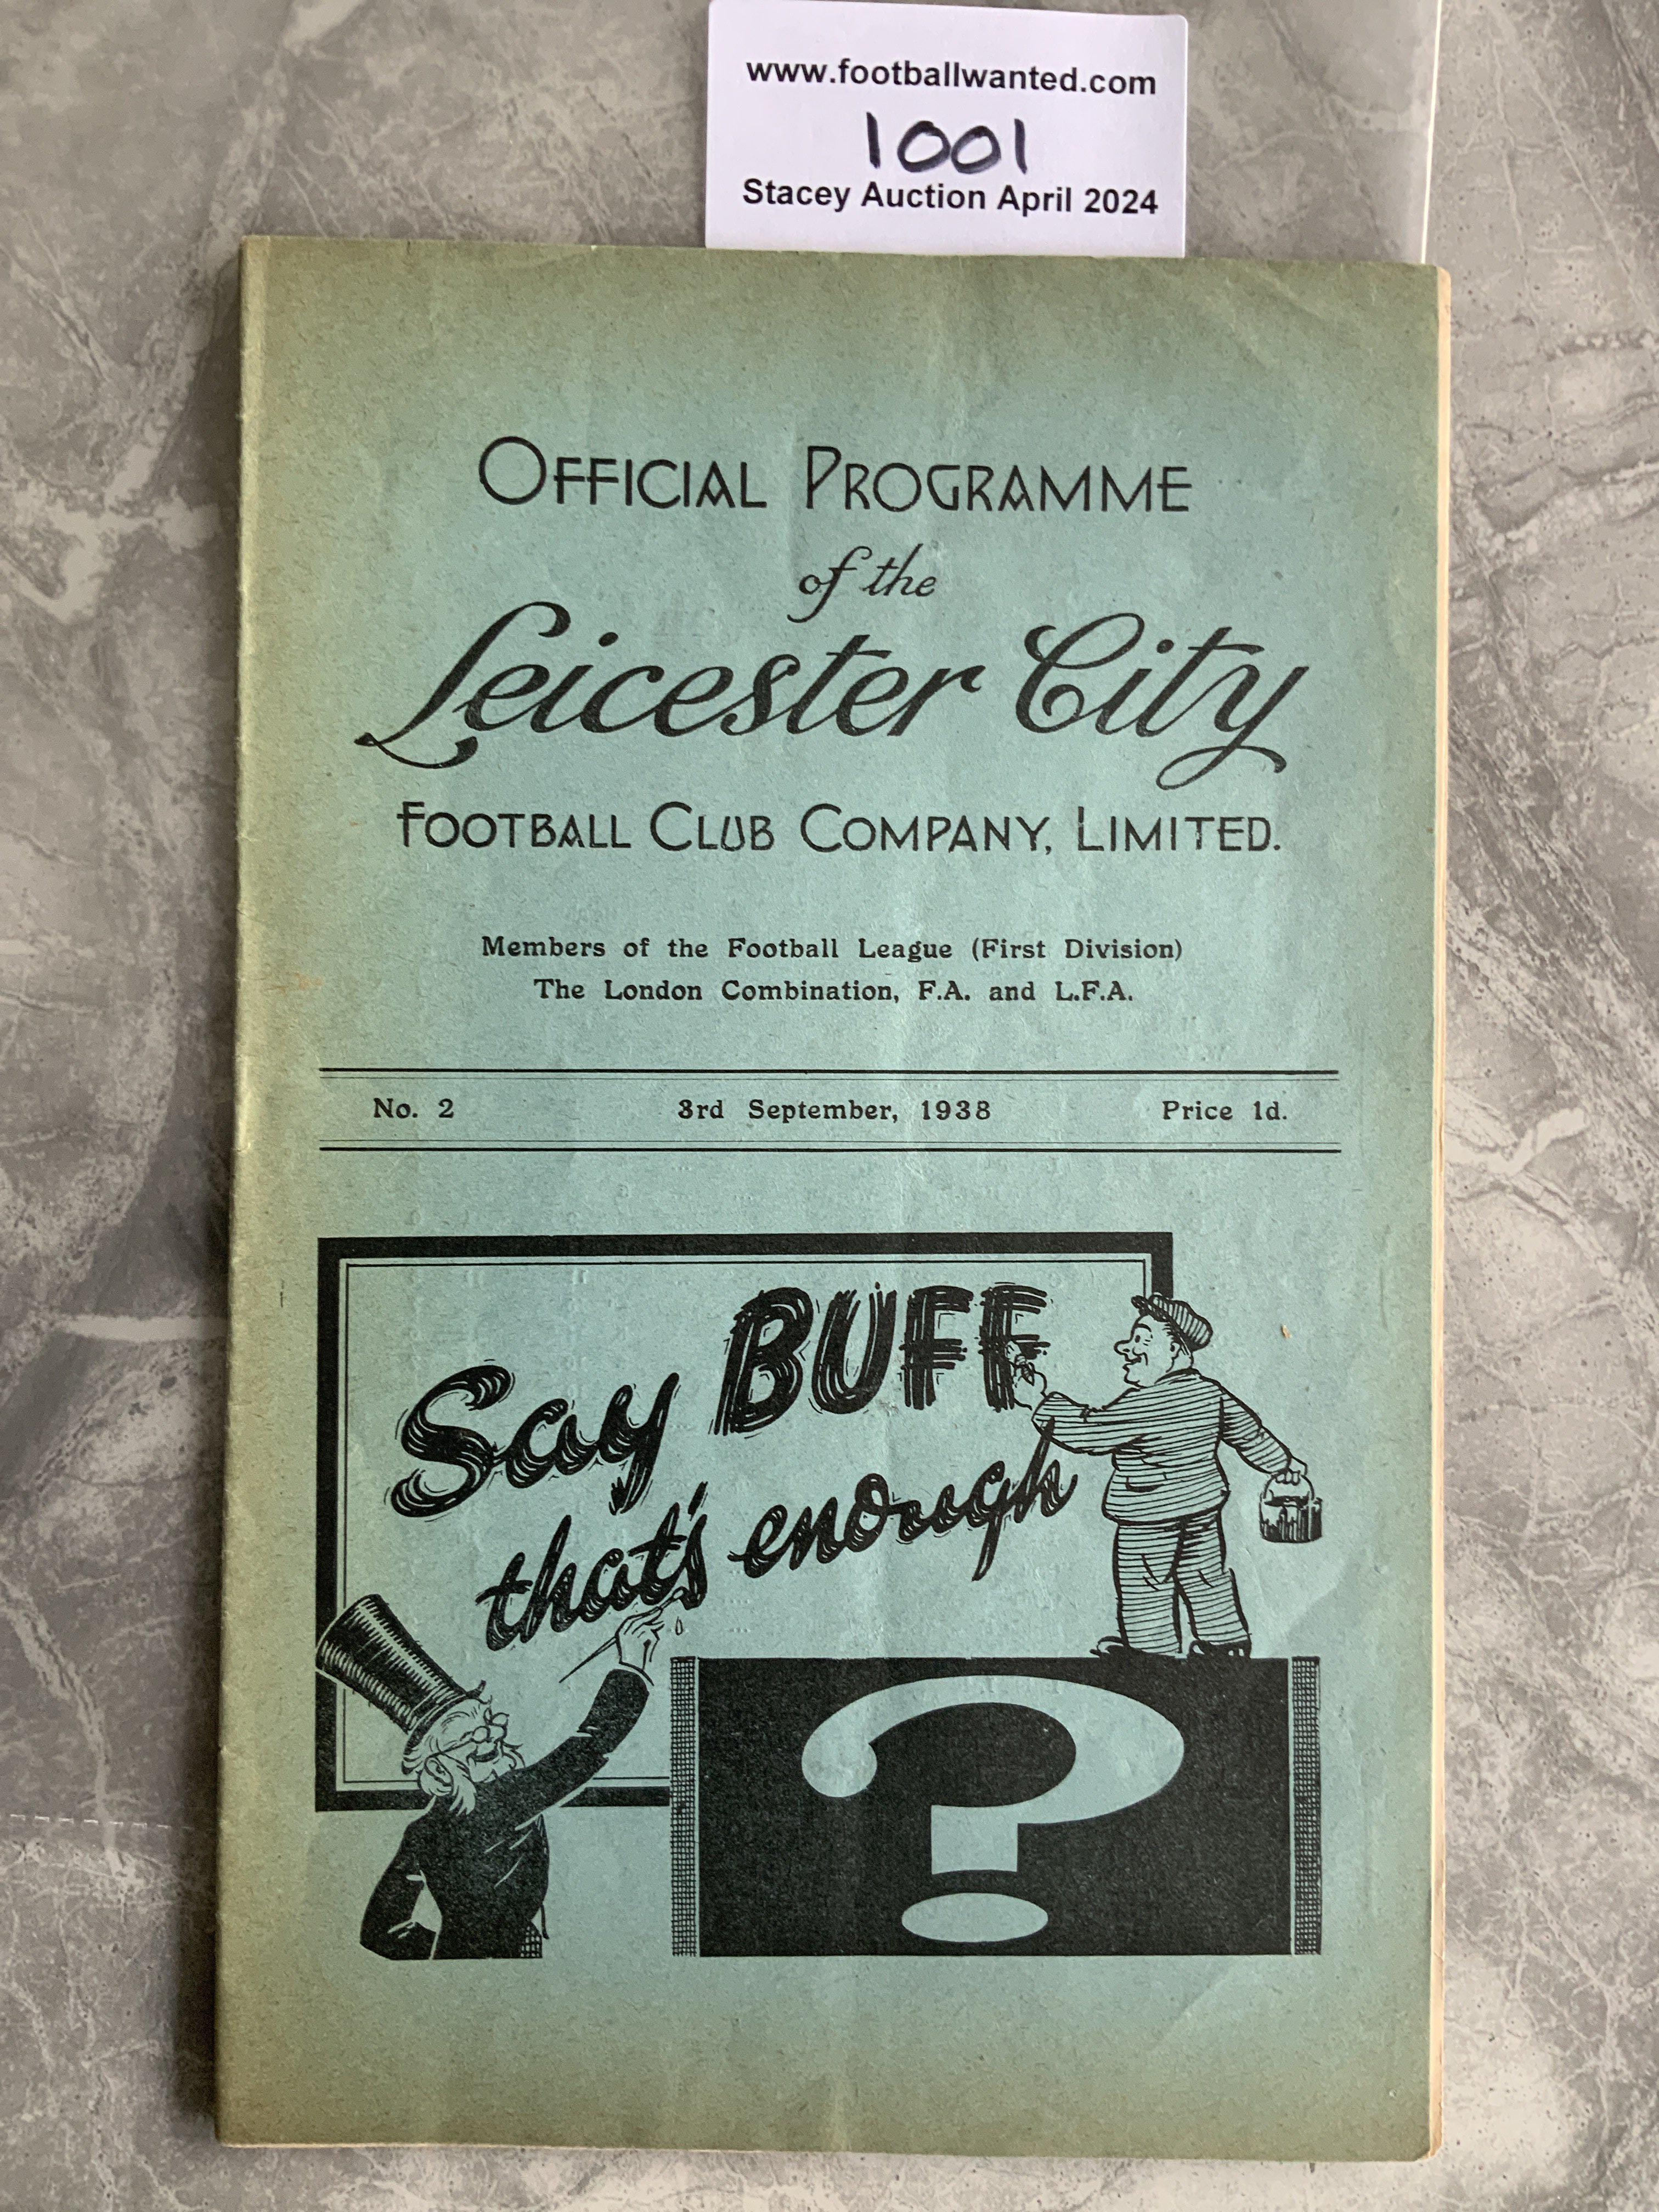 www.footballwanted.com
1001
Stacey Auction April 2024
OFFICIAL PROGRAMME
of the
Leicester City
FOOTBALL CLUB COMPANY, LIMITED.
Members of the Football League (First Division)
The London Combination, F.A. and L.F.A.
No. 2 3rd September, 1938 Price 1d.
Say BUFF
that's enough
?